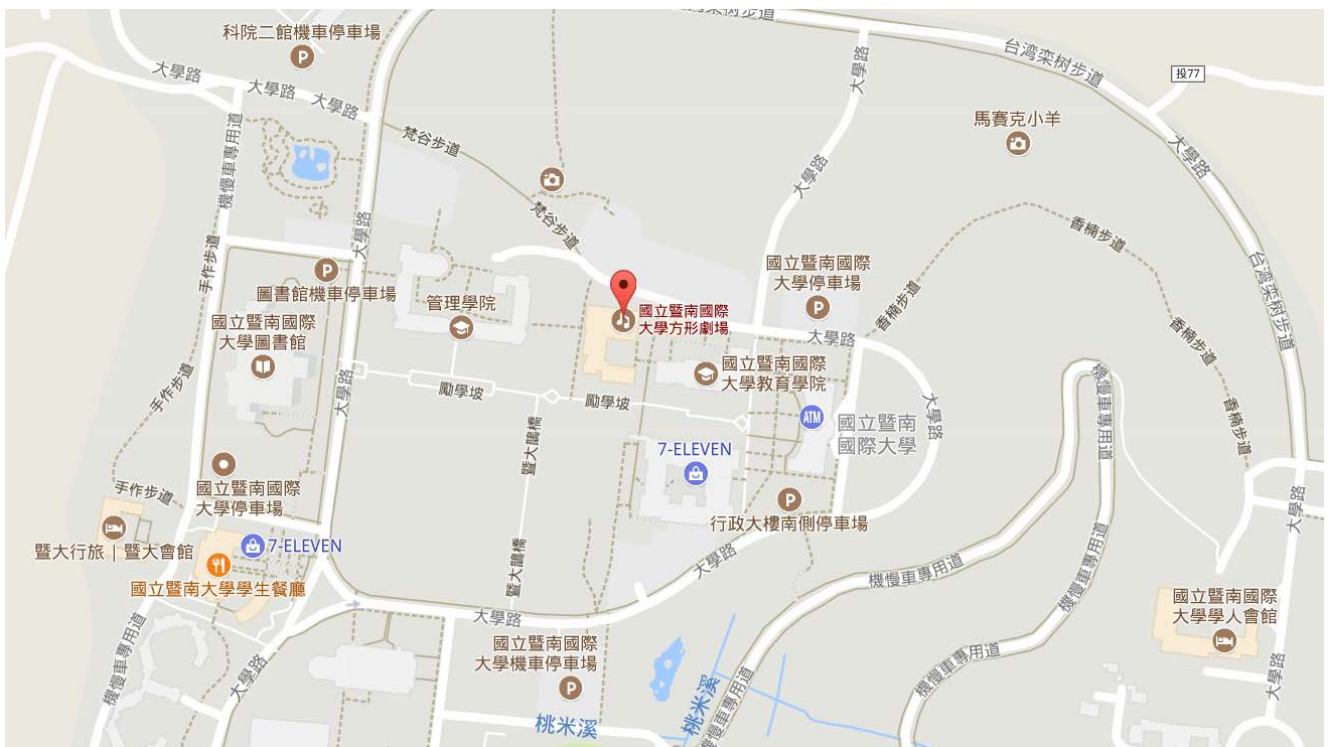 台湾栾树步道
科院二館機車停車場
P
大學路
大學路
大學路
大學路
台湾栾树步道
投77
馬賽克小羊
梵谷步道
大學路
大學路
機慢車專用道
大學路
梵谷步道
香楠步道
手作步道
P
圖書館機車停車場
管理學院
國立暨南國際
大學停車場
P
台湾栾树步道
國立暨南國際
大學方形劇場
大學路
香楠步道
香楠步道
國立暨南國際
大學圖書館
國立暨南國際
大學教育學院
手作步道
大學路
勵學坡
勵學坡
ATM
國立暨南
國際大學
大學路
機慢車專用道
香楠步道
暨大鵲橋
7-ELEVEN
手作步道
國立暨南國際
大學停車場
P
行政大樓南側停車場
大學路
暨大行旅 | 暨大會館
7-ELEVEN
國立暨南大學學生餐廳
暨大鵲橋
大學路
機慢車專用道
機慢車專用道
大學路
國立暨南國際
大學學人會館
國立暨南國際
大學機車停車場
P
機慢車專用道
大學路
機慢車專用道
機慢車專用道
大學路
桃米溪
桃米溪